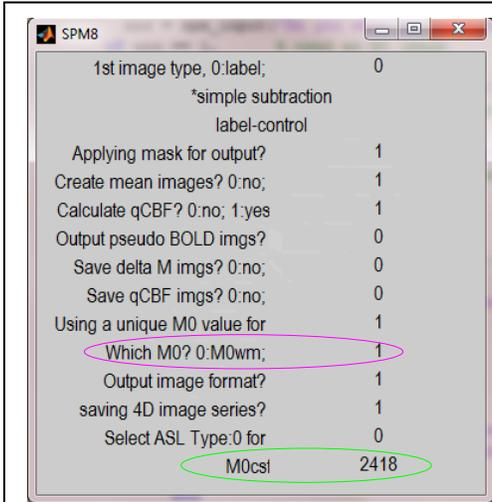 SPM8
1st image type, 0:label; 0
*simple subtraction
label-control
Applying mask for output? 1
Create mean images? 0:no; 1
Calculate qCBF? 0:no; 1:yes 1
Output pseudo BOLD imgs? 0
Save delta M imgs? 0:no; 0
Save qCBF imgs? 0:no; 0
Using a unique M0 value for 1
Which M0? 0:M0wm; 1
Output image format? 1
saving 4D image series? 1
Select ASL Type:0 for 0
M0csf 2418